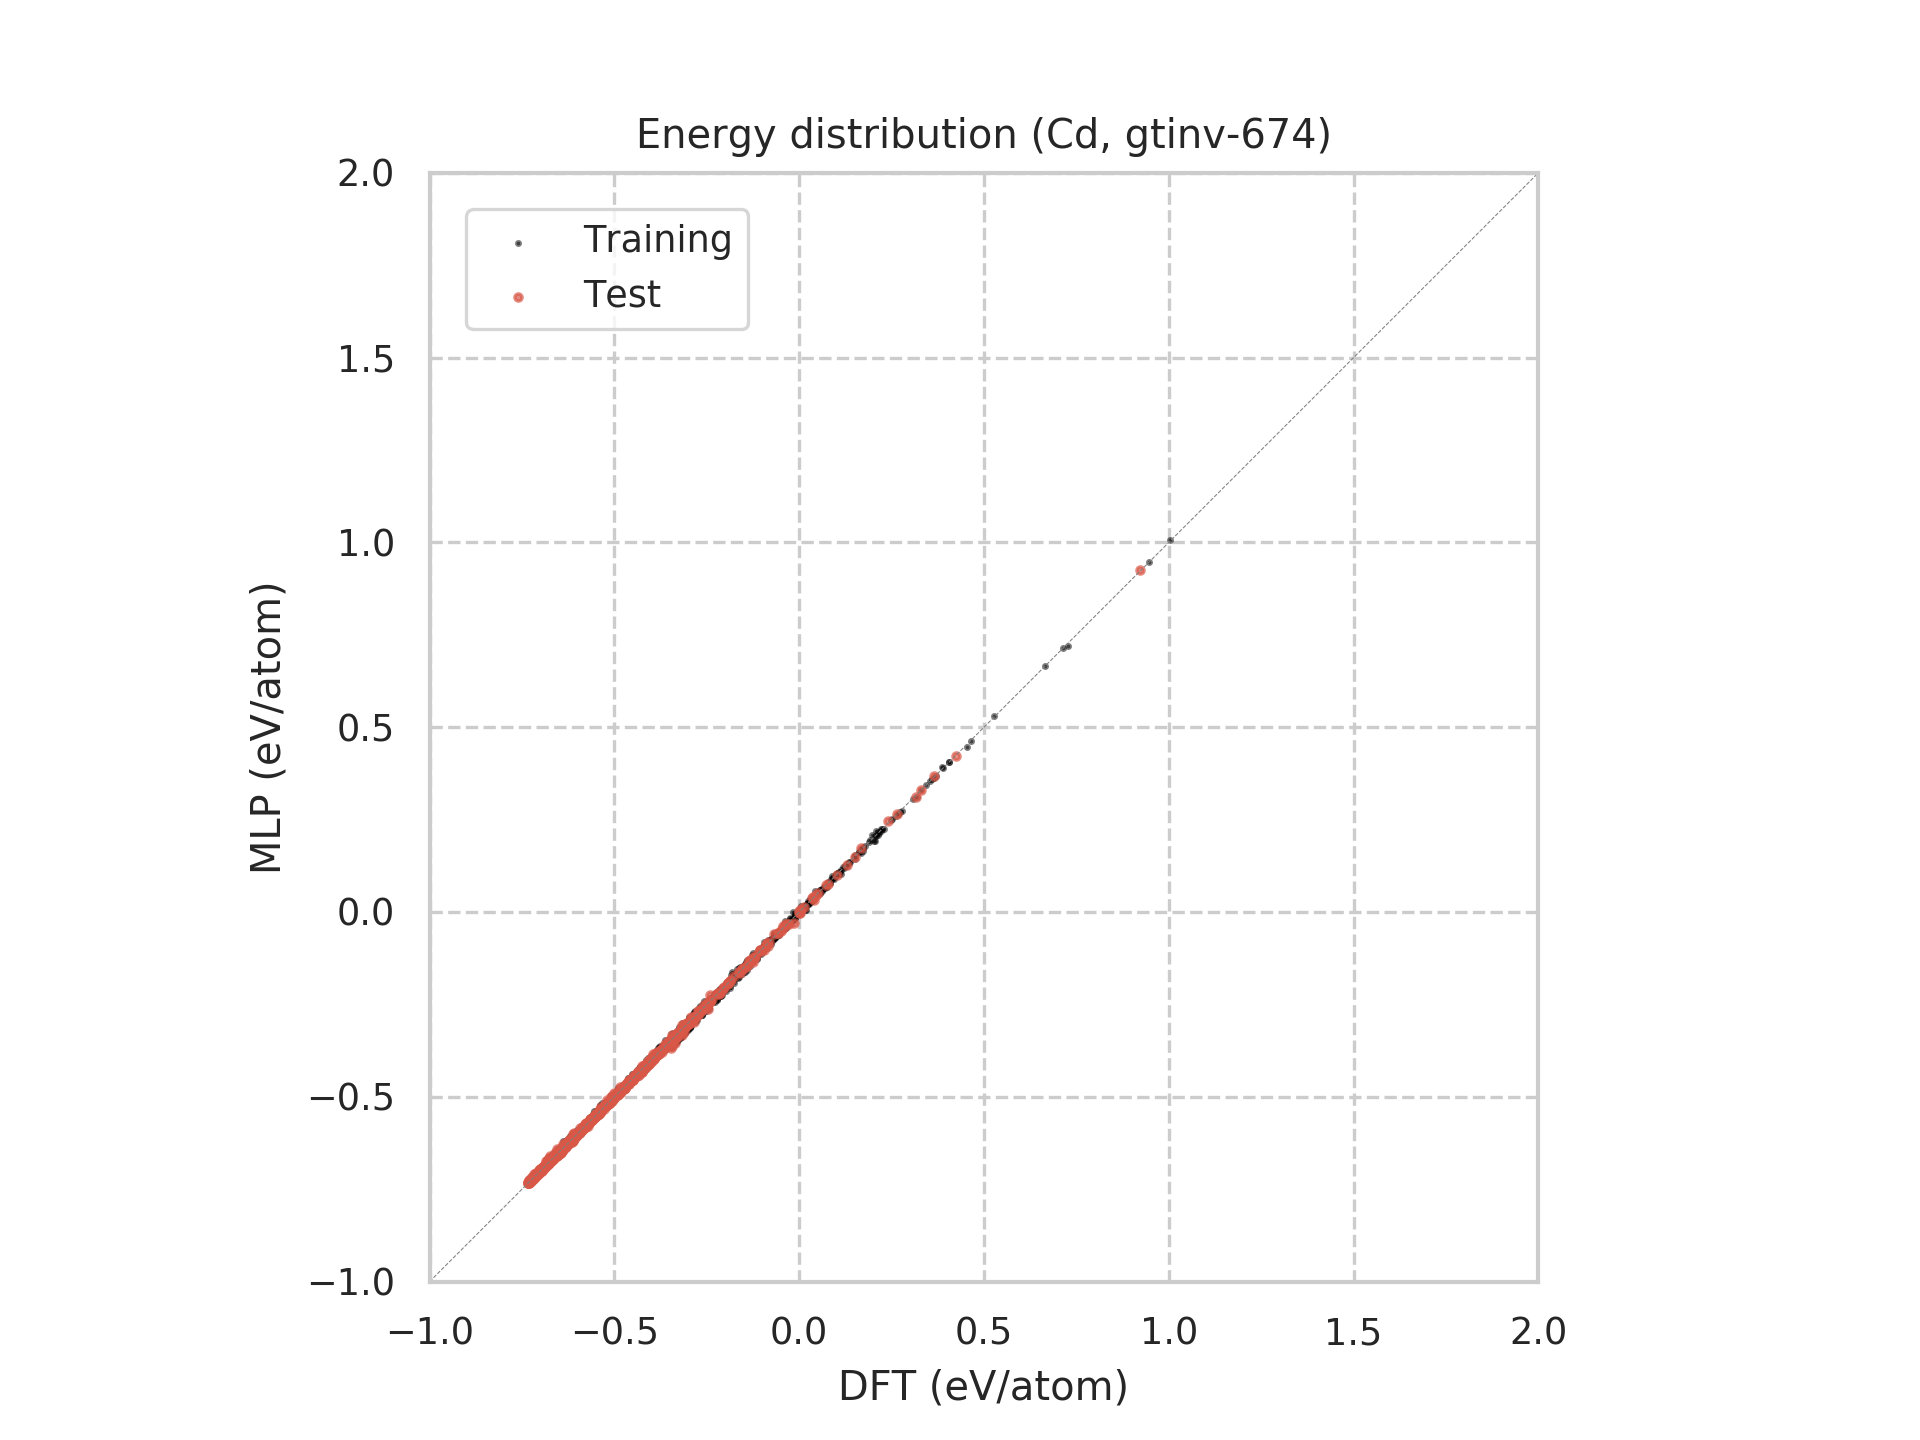 Energy distribution (Cd, gtinv-674)
2.0
1.5
1.0
0.5
0.0
−0.5
−1.0
MLP (eV/atom)
Training
Test
−1.0 −0.5 0.0 0.5 1.0 1.5 2.0
DFT (eV/atom)